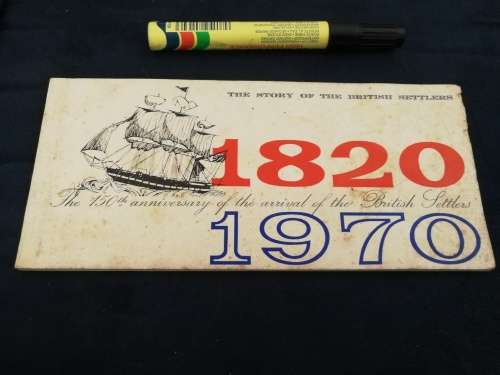 THE STORY OF THE BRITISH SETTLERS
1820
The 150th anniversary of the arrival of the British Settlers
1970